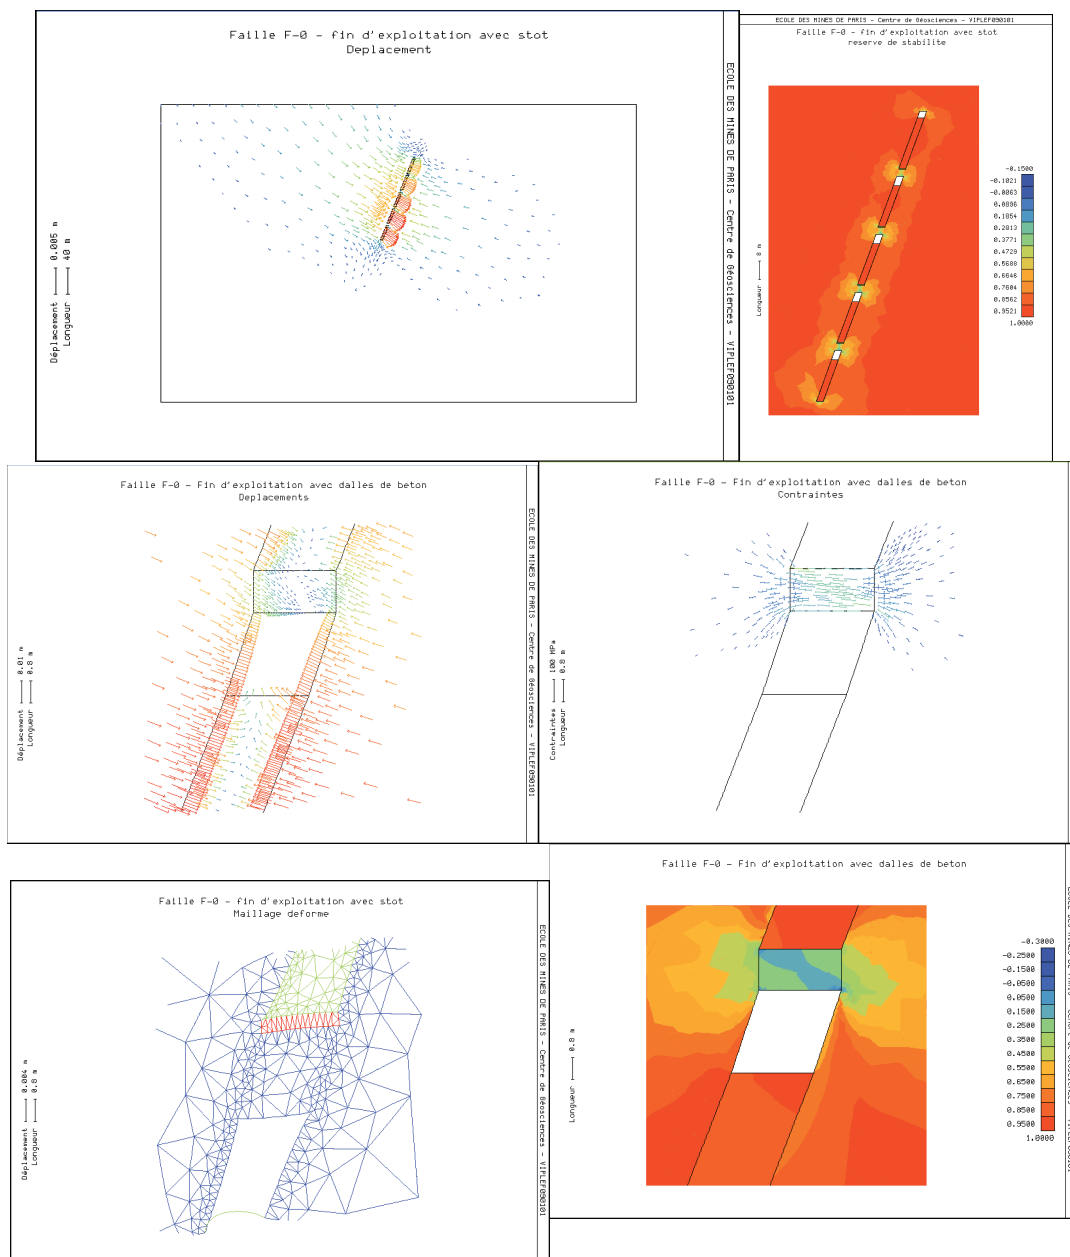 Faille F-0 - fin d'exploitation avec stot
Deplacement
Déplacement 0.005 m
Longueur 40 m
ECOLE DES MINES DE PARIS - Centre de Géosciences - VIPLEF090101
ECOLE DES MINES DE PARIS - Centre de Géosciences - VIPLEF090101
Faille F-0 - fin d'exploitation avec stot
reserve de stabilite
Longueur 8 m
-0.1500
-0.1021
-0.0063
0.0896
0.1854
0.2813
0.3771
0.4729
0.5688
0.6646
0.7604
0.8562
0.9521
1.0000
Faille F-0 - Fin d'exploitation avec dalles de beton
Deplacements
Déplacement 0.01 m
Longueur 0.8 m
ECOLE DES MINES DE PARIS - Centre de Géosciences - VIPLEF090101
Faille F-0 - Fin d'exploitation avec dalles de beton
Contraintes
Contraintes 100 MPa
Longueur 0.8 m
Faille F-0 - fin d'exploitation avec stot
Maillage deforme
Déplacement 0.004 m
Longueur 0.8 m
ECOLE DES MINES DE PARIS - Centre de Géosciences - VIPLEF090101
Faille F-0 - Fin d'exploitation avec dalles de beton
Longueur 0.8 m
-0.3000
-0.2500
-0.1500
-0.0500
0.0500
0.1500
0.2500
0.3500
0.4500
0.5500
0.6500
0.7500
0.8500
0.9500
1.0000